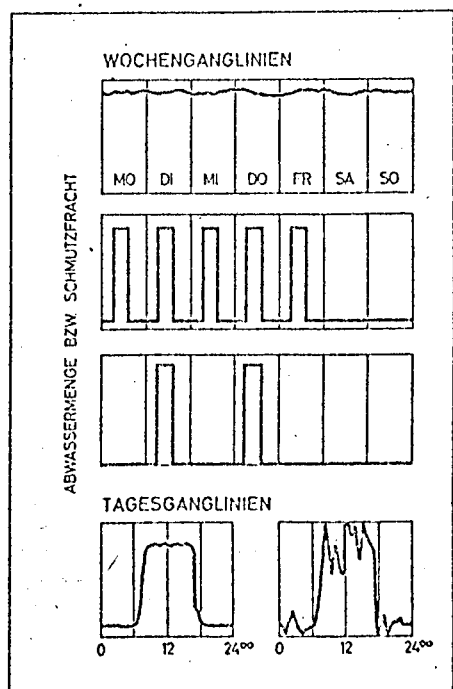 WOCHENGANGLINIEN
MO DI MI DO FR SA SO
ABWASSERMENGE BZW. SCHMUTZFRACHT
TAGESGANGLINIEN
0 12 24⁰⁰ 0 12 24⁰⁰